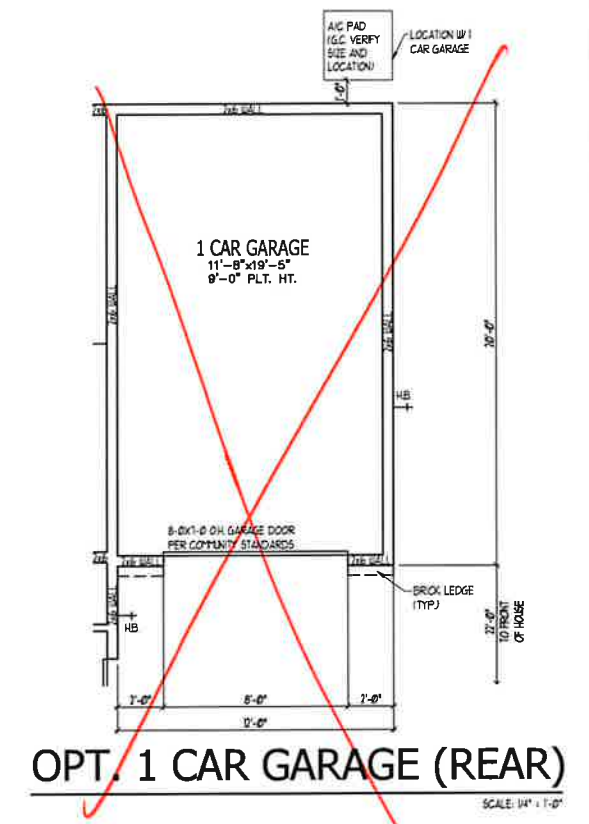 A/C PAD
(G.C. VERIFY
SIZE AND
LOCATION)
LOCATION W/ 1
CAR GARAGE
1'-0"
2x6
2x6 WALL
1 CAR GARAGE
11'-8"x19'-5"
9'-0" PLT. HT.
2x6 WALL
2x6 WALL
20'-0"
H.B.
8-0X7-0 O.H. GARAGE DOOR
PER COMMUNITY STANDARDS
2x6
2x6 WALL
2x6 WALL
BRICK LEDGE
(TYP.)
2x6 WALL
H.B.
22'-0"
TO FRONT
OF HOUSE
2'-0"
8'-0"
2'-0"
12'-0"
OPT. 1 CAR GARAGE (REAR)
SCALE: 1/4" = 1'-0"